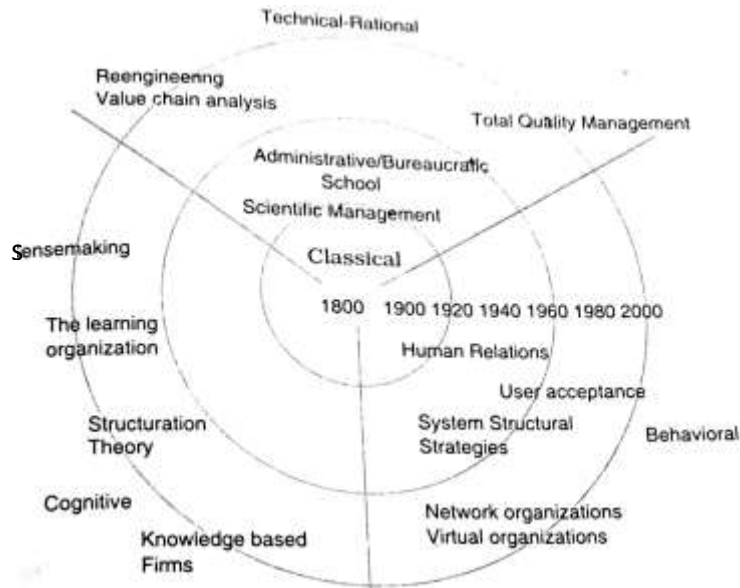 Technical-Rational
Reengineering
Value chain analysis
Total Quality Management
Administrative/Bureaucratic
School
Scientific Management
Classical
Sensemaking
1800 1900 1920 1940 1960 1980 2000
The learning
organization
Human Relations
User acceptance
Structuration
Theory
System Structural
Strategies
Behavioral
Cognitive
Network organizations
Virtual organizations
Knowledge based
Firms